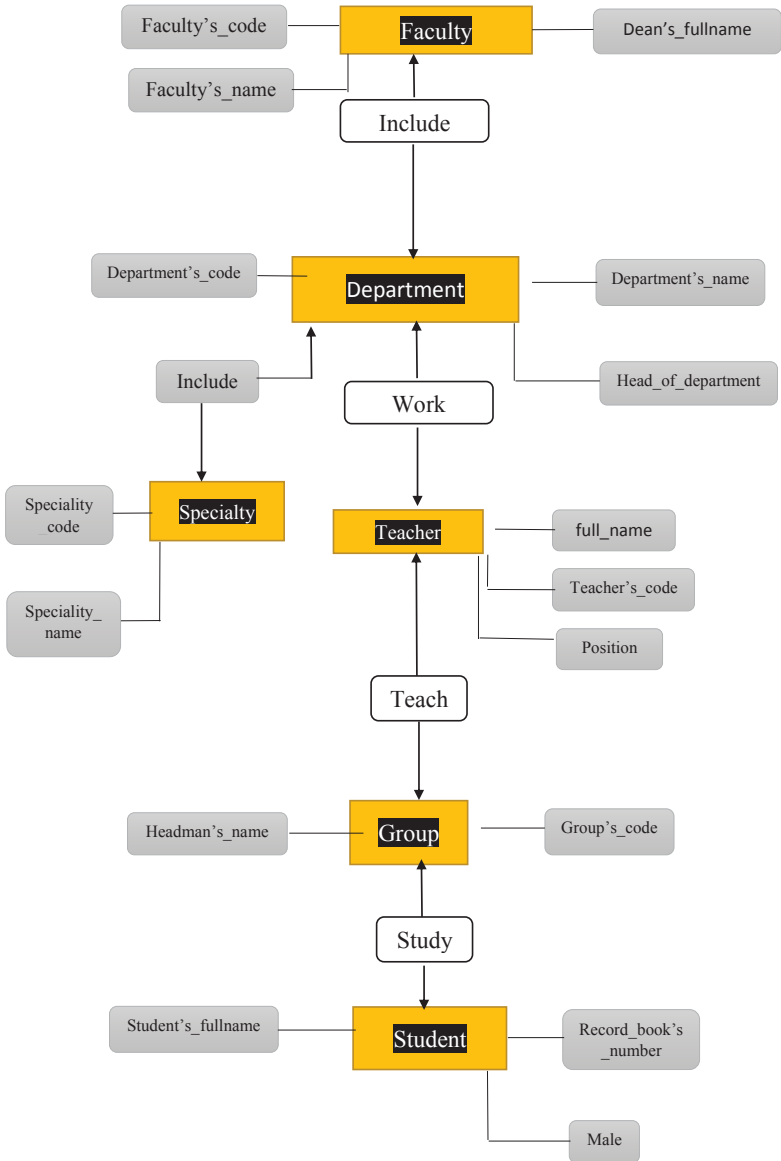 Faculty's_code
Faculty
Dean's_fullname
Faculty's_name
Include
Department's_code
Department
Department's_name
Include
Work
Head_of_department
Speciality
_code
Specialty
Teacher
full_name
Teacher's_code
Speciality_
name
Position
Teach
Headman's_name
Group
Group's_code
Study
Student's_fullname
Student
Record_book's
_number
Male